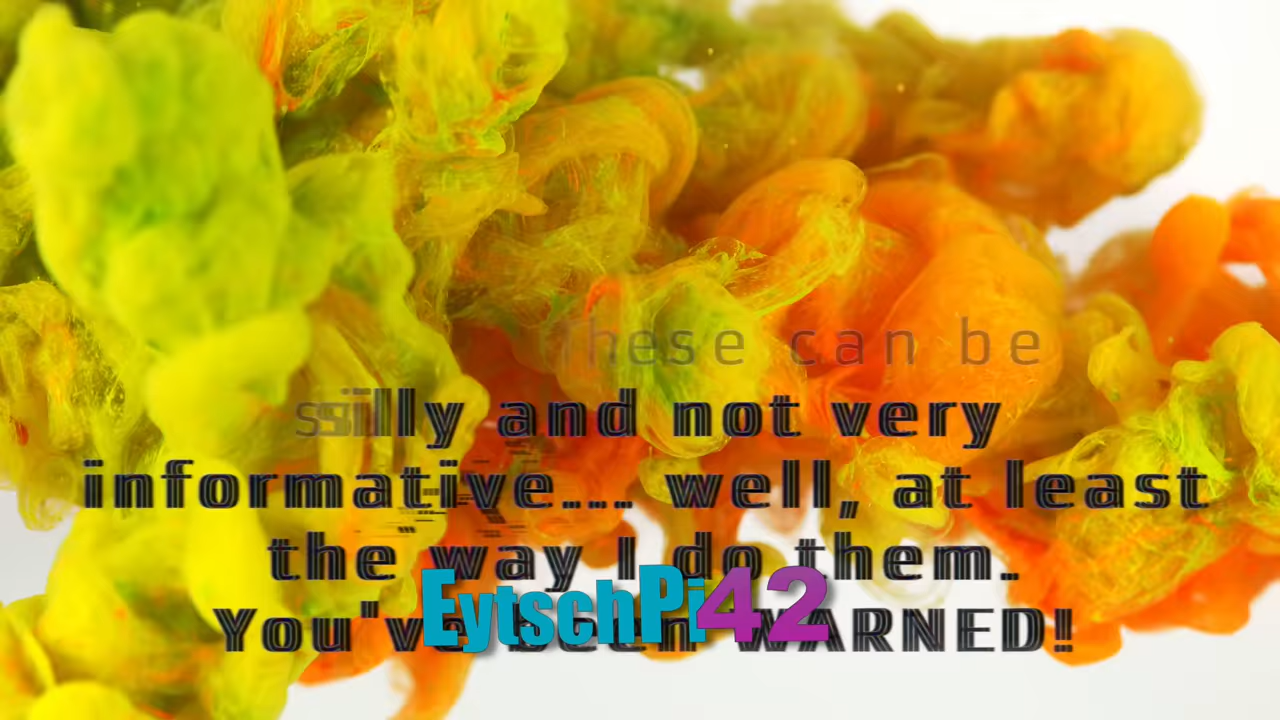 These can be
silly and not very
informative.... well, at least
the way I do them.
You've been WARNED!
EytschPi42